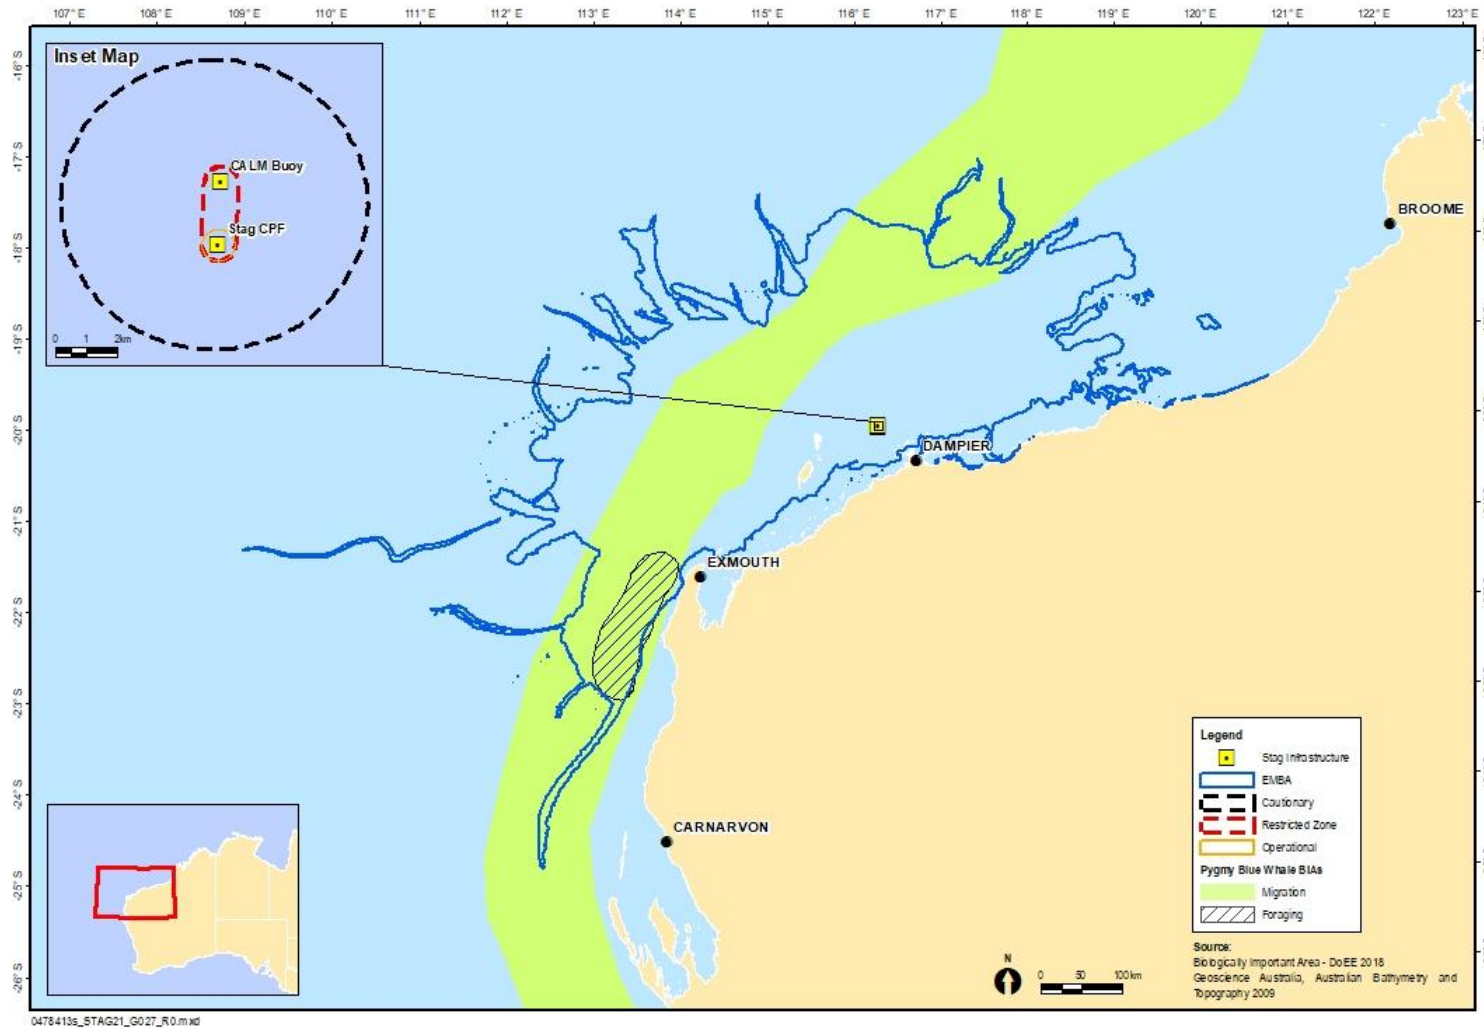 107° E 108° E 109° E 110° E 111° E 112° E 113° E 114° E 115° E 116° E 117° E 118° E 119° E 120° E 121° E 122° E 123° E
Inset Map
CALM Buoy
Stag CPF
0 1 2km
-16°S
-17°S
-18°S
-19°S
-20°S
-21°S
-22°S
-23°S
-24°S
-25°S
-26°S
BROOME
DAMPIER
EXMOUTH
CARNARVON
Legend
Stag Infrastructure
EMBA
Cautionary
Restricted Zone
Operational
Pygmy Blue Whale BIAs
Migration
Foraging
N
0 50 100 km
Source:
Biologically Important Area - DoEE 2018
Geoscience Australia, Australian Bathymetry and
Topography 2009
0478413s_STAG21_G027_R0.mxd